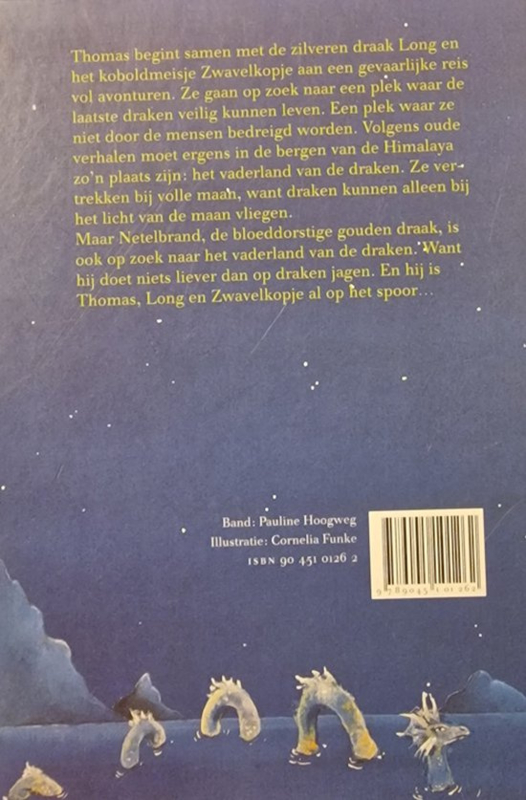 Thomas begint samen met de zilveren draak Long en
het koboldmeisje Zwavelkopje aan een gevaarlijke reis
vol avonturen. Ze gaan op zoek naar een plek waar de
laatste draken veilig kunnen leven. Een plek waar ze
niet door de mensen bedreigd worden. Volgens oude
verhalen moet ergens in de bergen van de Himalaya
zo'n plaats zijn: het vaderland van de draken. Ze ver-
trekken bij volle maan, want draken kunnen alleen bij
het licht van de maan vliegen.
Maar Netelbrand, de bloeddorstige gouden draak, is
ook op zoek naar het vaderland van de draken. Want
hij doet niets liever dan op draken jagen. En hij is
Thomas, Long en Zwavelkopje al op het spoor...
Band: Pauline Hoogweg
Illustratie: Cornelia Funke
ISBN 90 451 0126 2
9 789045 101262